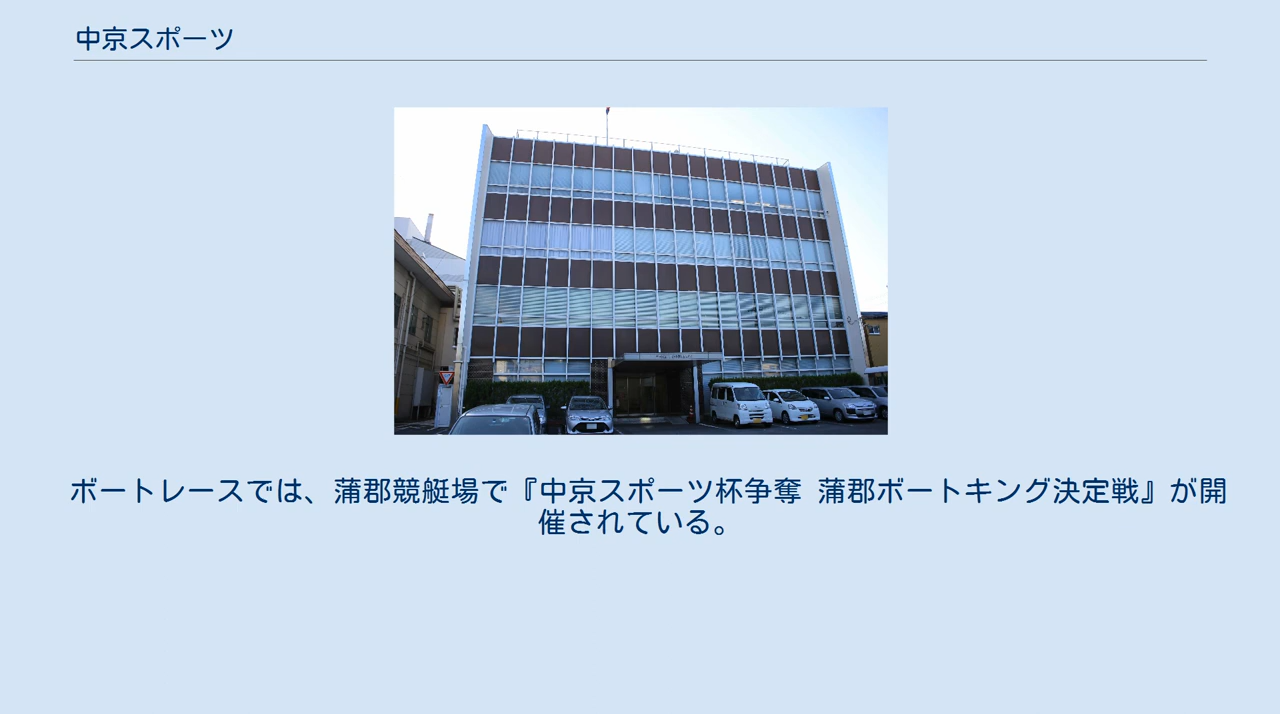 中京スポーツ
ボートレースでは、蒲郡競艇場で『中京スポーツ杯争奪 蒲郡ボートキング決定戦』が開
催されている。